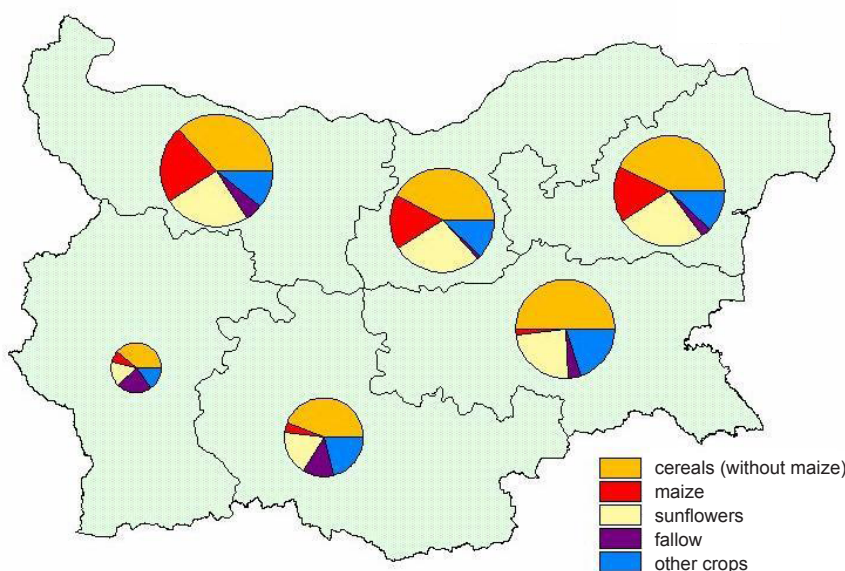 cereals (without maize)
maize
sunflowers
fallow
other crops